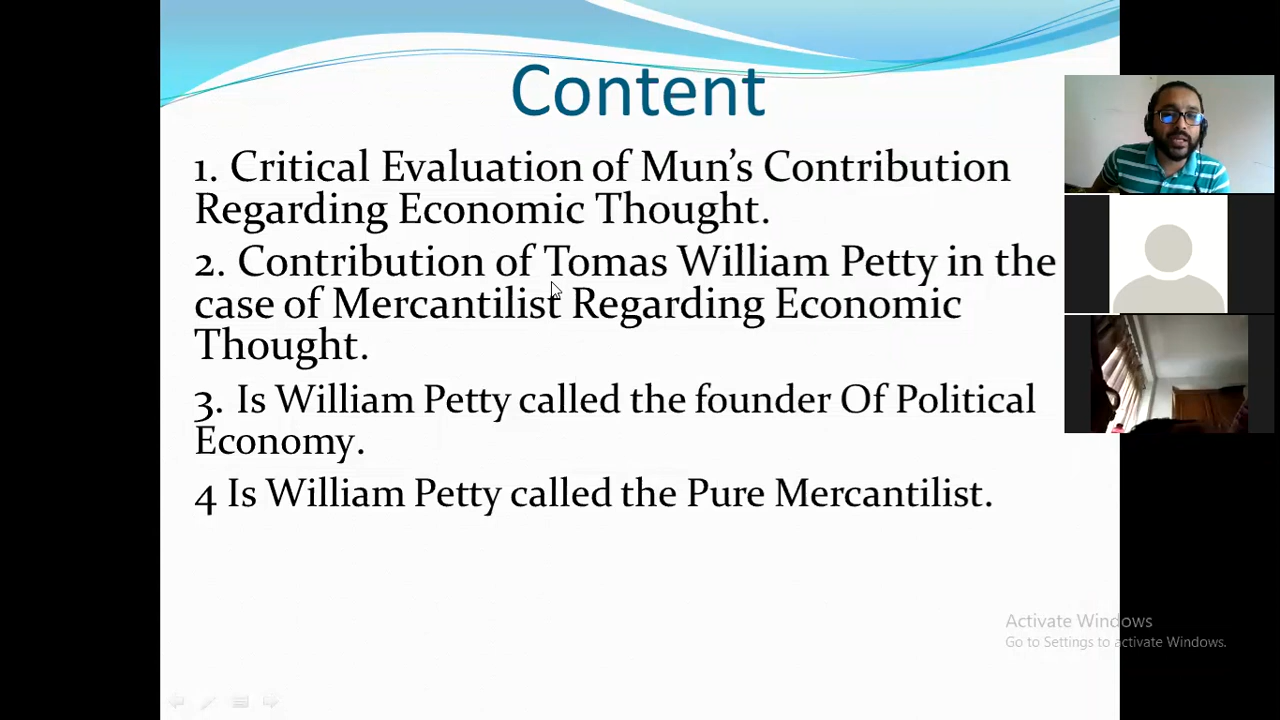 Content
1. Critical Evaluation of Mun’s Contribution
Regarding Economic Thought.
2. Contribution of Tomas William Petty in the
case of Mercantilist Regarding Economic
Thought.
3. Is William Petty called the founder Of Political
Economy.
4 Is William Petty called the Pure Mercantilist.
Activate Windows
Go to Settings to activate Windows.